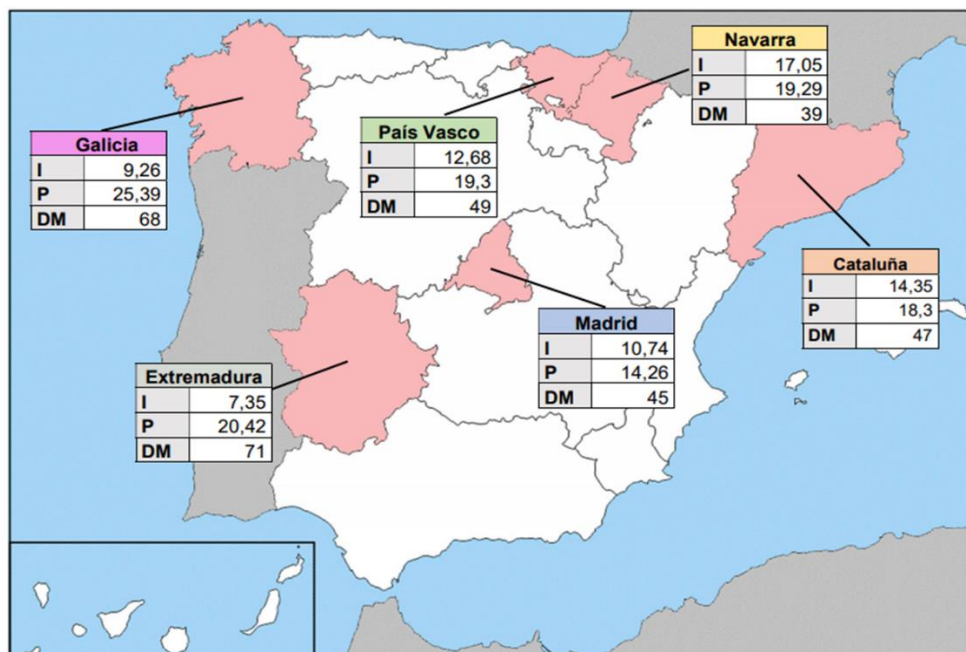 Navarra
I 17,05
P 19,29
DM 39
País Vasco
I 12,68
P 19,3
DM 49
Galicia
I 9,26
P 25,39
DM 68
Cataluña
I 14,35
P 18,3
DM 47
Madrid
I 10,74
P 14,26
DM 45
Extremadura
I 7,35
P 20,42
DM 71